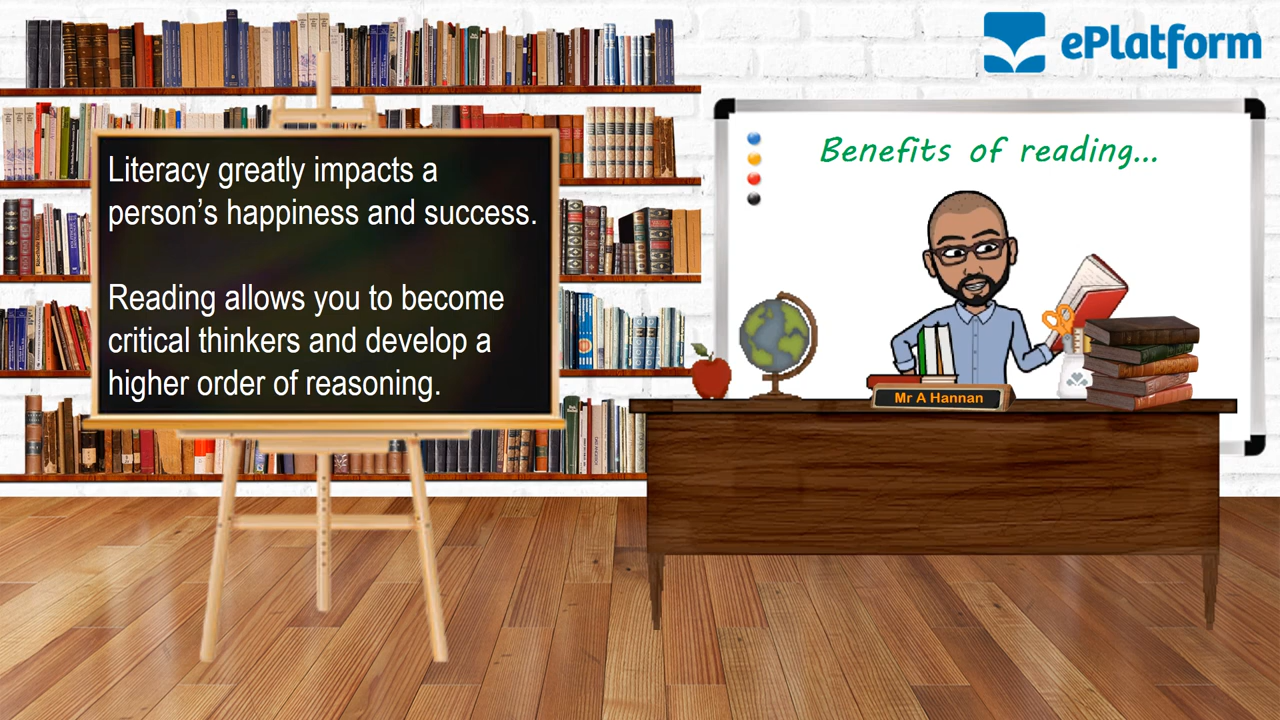 Literacy greatly impacts a
person's happiness and success.
Reading allows you to become
critical thinkers and develop a
higher order of reasoning.
ePlatform
Benefits of reading...
Mr A Hannan